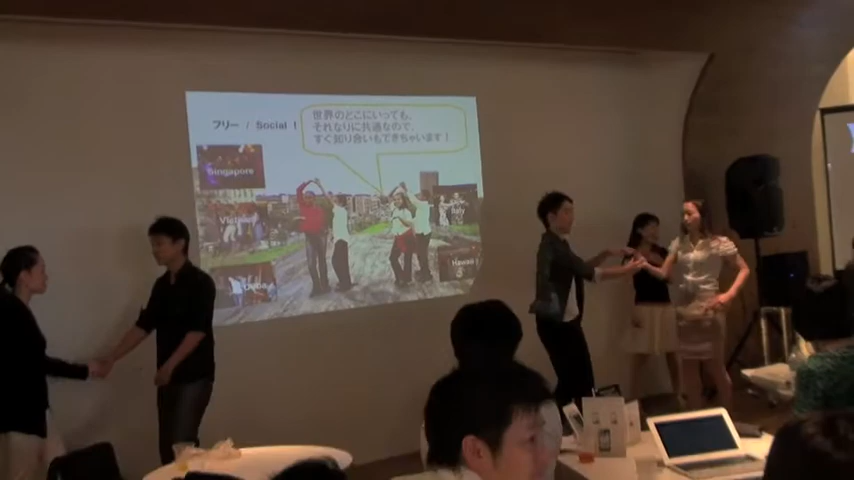 フリー / Social !
世界のどこにいっても、
それなりに共通なので、
すぐ知り合いもできちゃいます！
Singapore
Vietnam
Cuba
Hawaii